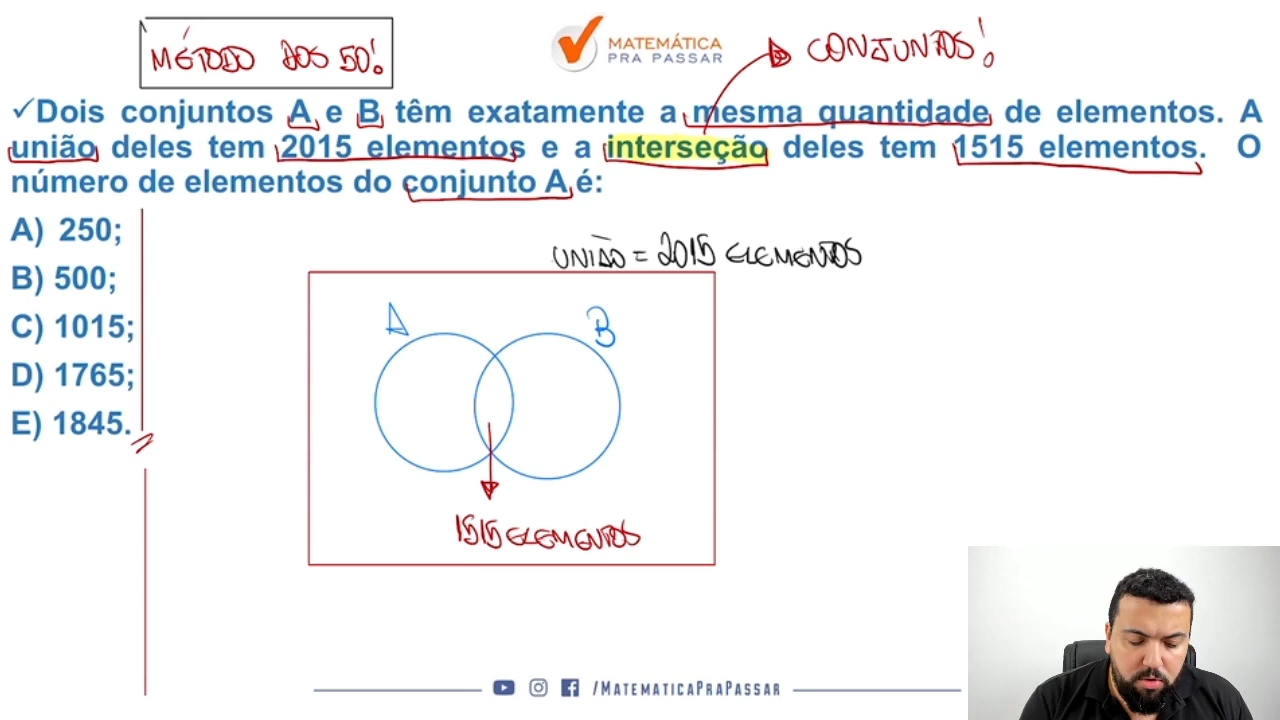 MÉTODO DOS 50!
MATEMÁTICA
PRA PASSAR
CONJUNTOS!
✓Dois conjuntos A e B têm exatamente a mesma quantidade de elementos. A
união deles tem 2015 elementos e a interseção deles tem 1515 elementos. O
número de elementos do conjunto A é:
A) 250;
B) 500;
C) 1015;
D) 1765;
E) 1845.
UNIÃO = 2015 ELEMENTOS
A
B
1515 ELEMENTOS
/MATEMATICAPRAPASSAR